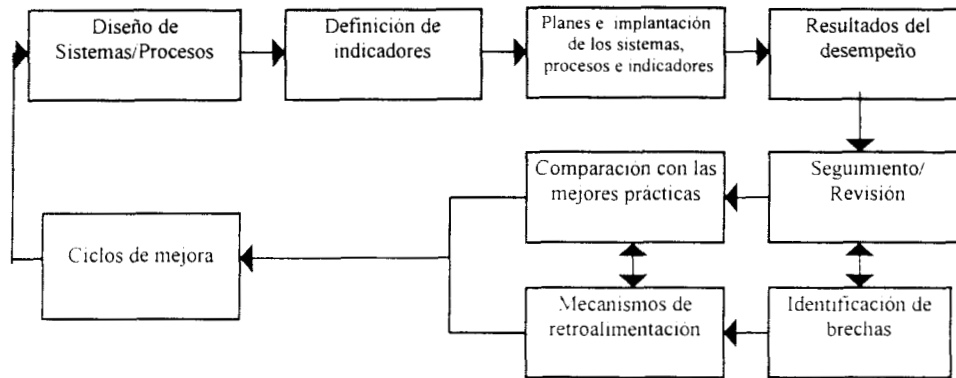 Diseño de
Sistemas/Procesos
Definición de
indicadores
Planes e implantación
de los sistemas,
procesos e indicadores
Resultados del
desempeño
Comparación con las
mejores prácticas
Seguimiento/
Revisión
Ciclos de mejora
Mecanismos de
retroalimentación
Identificación de
brechas